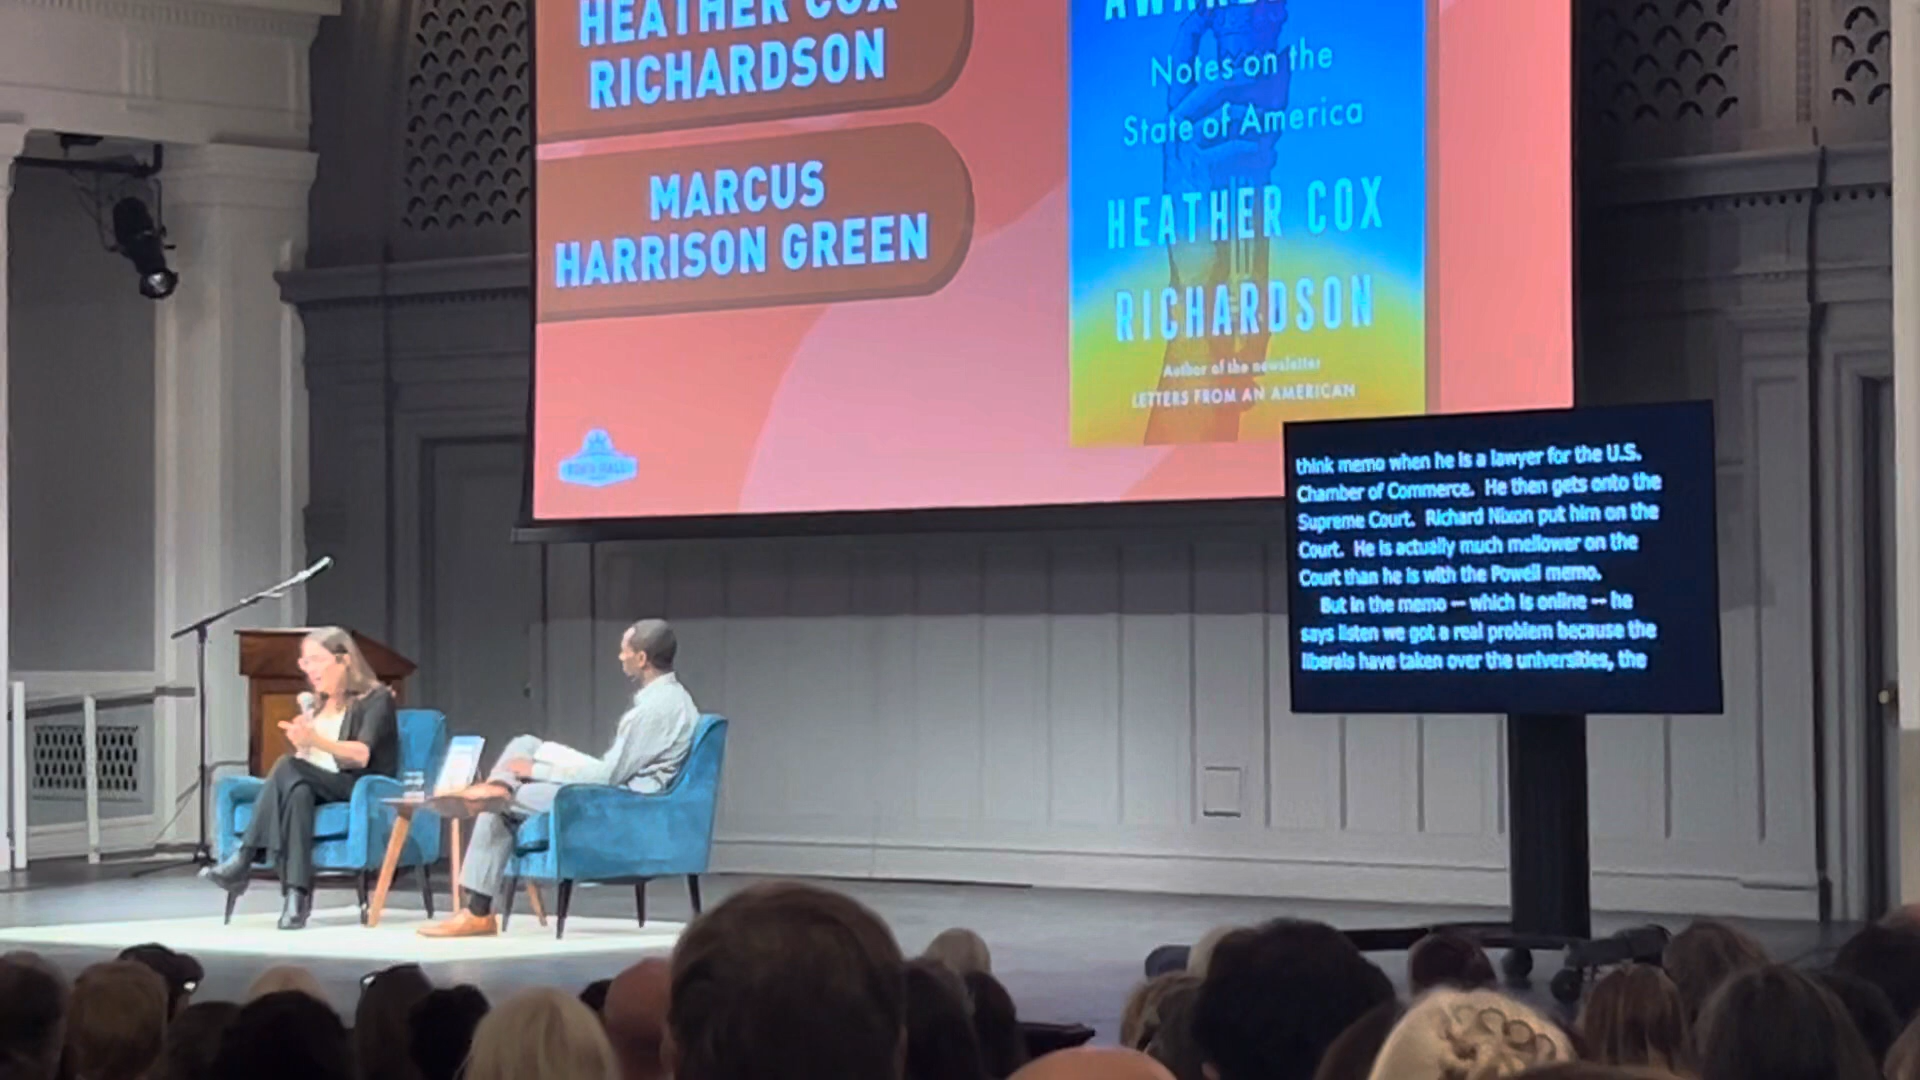 HEATHER COX
RICHARDSON
MARCUS
HARRISON GREEN
Notes on the
State of America
HEATHER COX
RICHARDSON
Author of the newsletter
LETTERS FROM AN AMERICAN
TOWN HALL
think memo when he is a lawyer for the U.S.
Chamber of Commerce. He then gets onto the
Supreme Court. Richard Nixon put him on the
Court. He is actually much mellower on the
Court than he is with the Powell memo.
But in the memo -- which is online -- he
says listen we got a real problem because the
liberals have taken over the universities, the